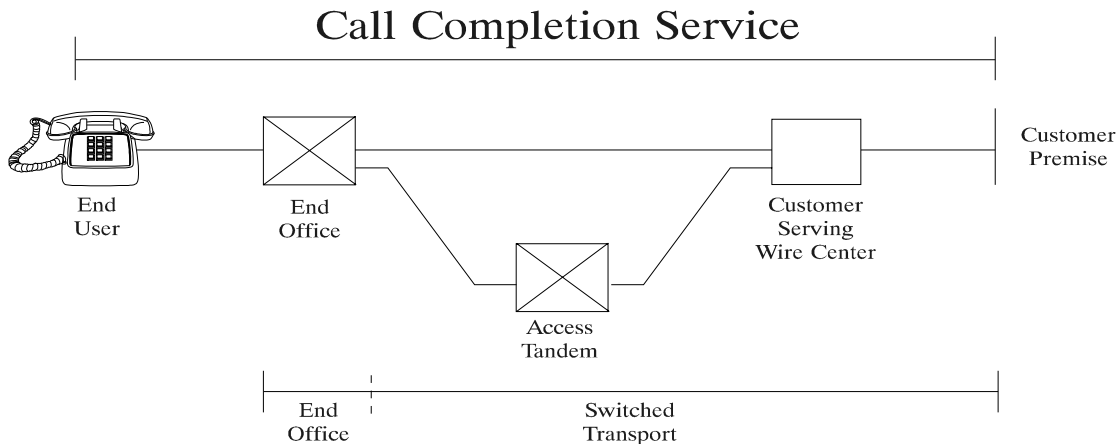 Call Completion Service
Customer
Premise
End
User
End
Office
Customer
Serving
Wire Center
Access
Tandem
End
Office
Switched
Transport